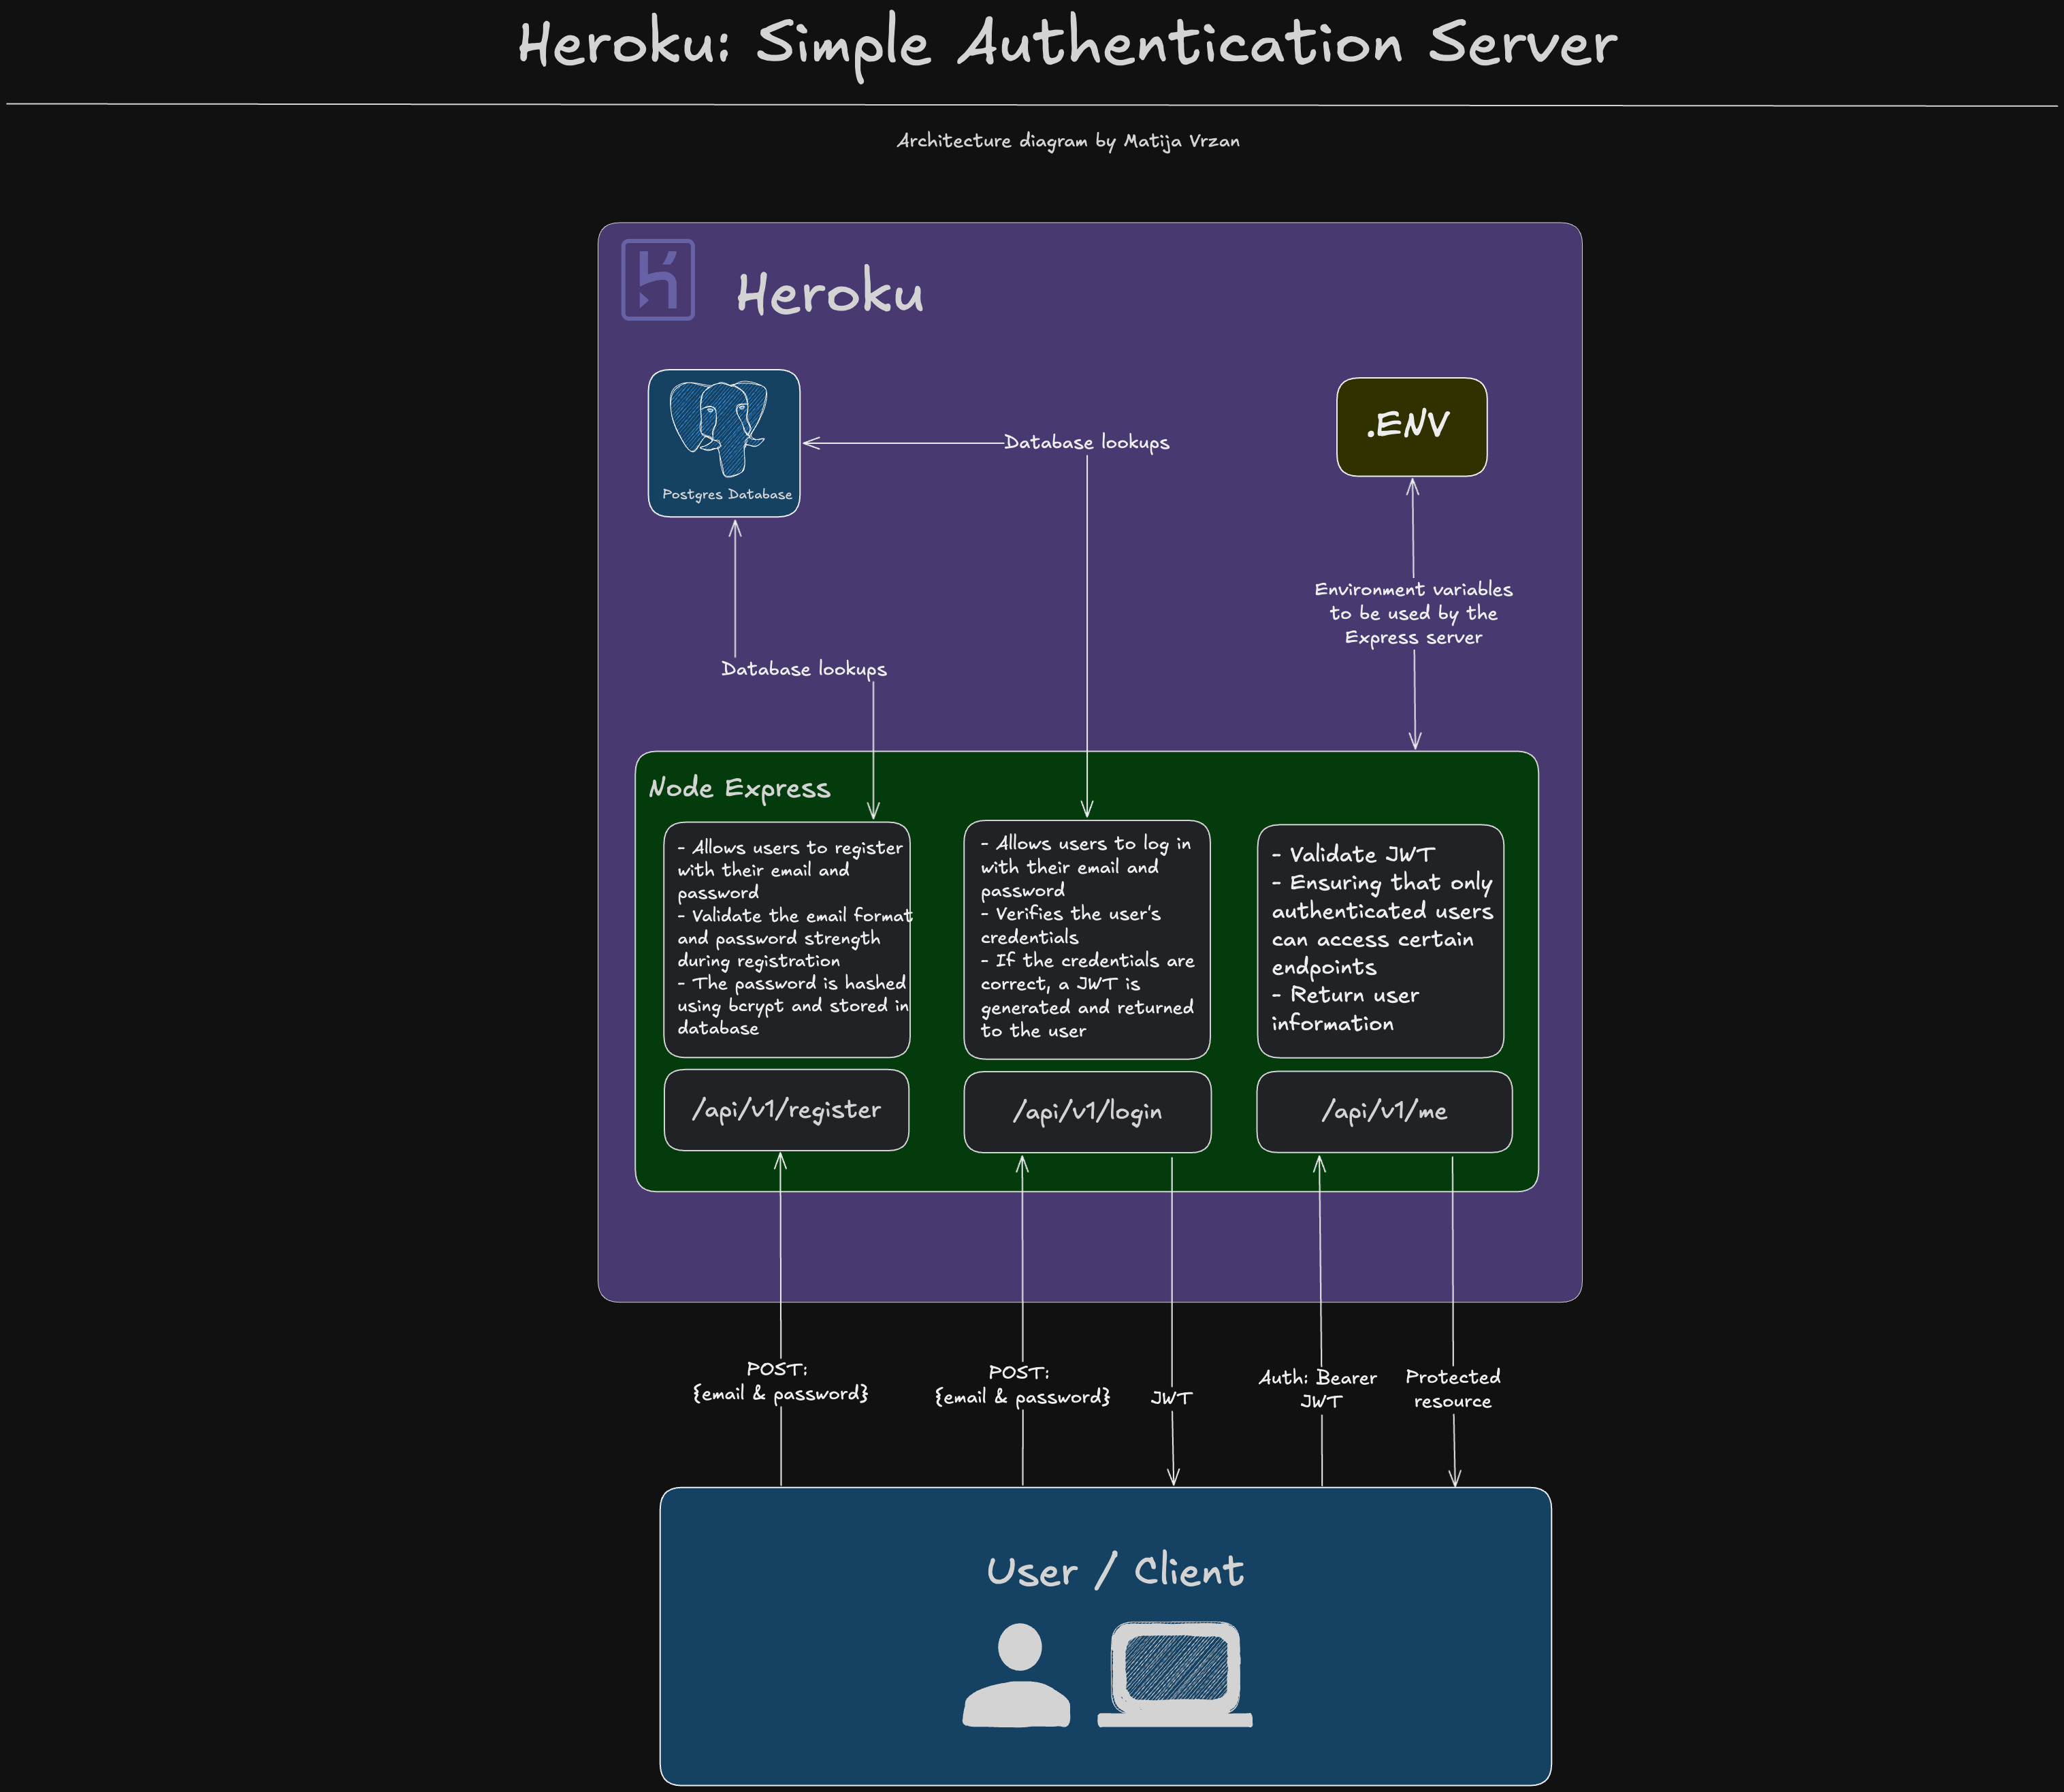 Heroku: Simple Authentication Server
Architecture diagram by Matija Vrzan
Heroku
Postgres Database
Database lookups
.ENV
Environment variables
to be used by the
Express server
Database lookups
Node Express
- Allows users to register
with their email and
password
- Validate the email format
and password strength
during registration
- The password is hashed
using bcrypt and stored in
database
- Allows users to log in
with their email and
password
- Verifies the user's
credentials
- If the credentials are
correct, a JWT is
generated and returned
to the user
- Validate JWT
- Ensuring that only
authenticated users
can access certain
endpoints
- Return user
information
/api/v1/register
/api/v1/login
/api/v1/me
POST:
{email & password}
POST:
{email & password}
JWT
Auth: Bearer
JWT
Protected
resource
User / Client